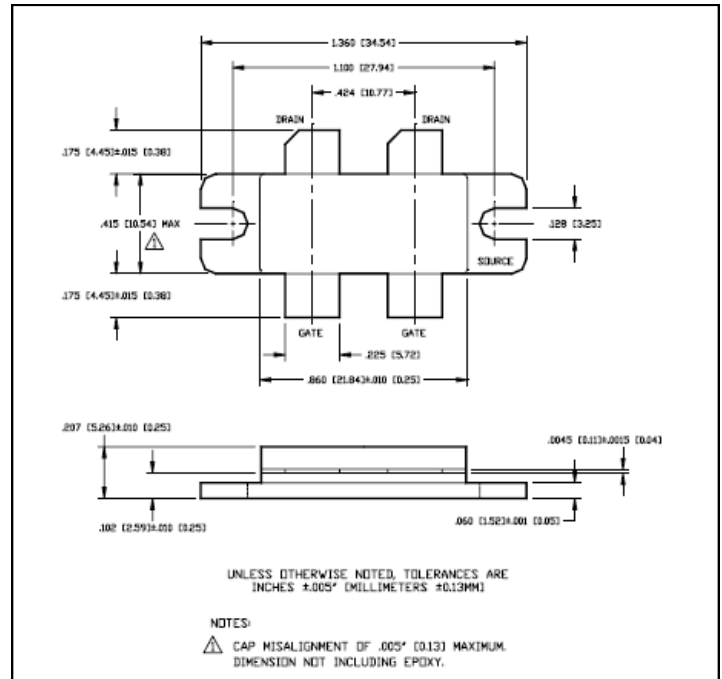 1.360 [34.54]
1.100 [27.94]
.424 [10.77]
DRAIN
DRAIN
.175 [4.45]±.015 [0.38]
.415 [10.54] MAX
.128 [3.25]
SOURCE
.175 [4.45]±.015 [0.38]
GATE
GATE
.225 [5.72]
.860 [21.84]±.010 [0.25]
.207 [5.26]±.010 [0.25]
.0045 [0.11]±.0015 [0.04]
.102 [2.59]±.010 [0.25]
.060 [1.52]±.001 [0.05]
UNLESS OTHERWISE NOTED, TOLERANCES ARE
INCHES ±.005" [MILLIMETERS ±0.13MM]
NOTES:
1 CAP MISALIGNMENT OF .005" [0.13] MAXIMUM.
DIMENSION NOT INCLUDING EPOXY.